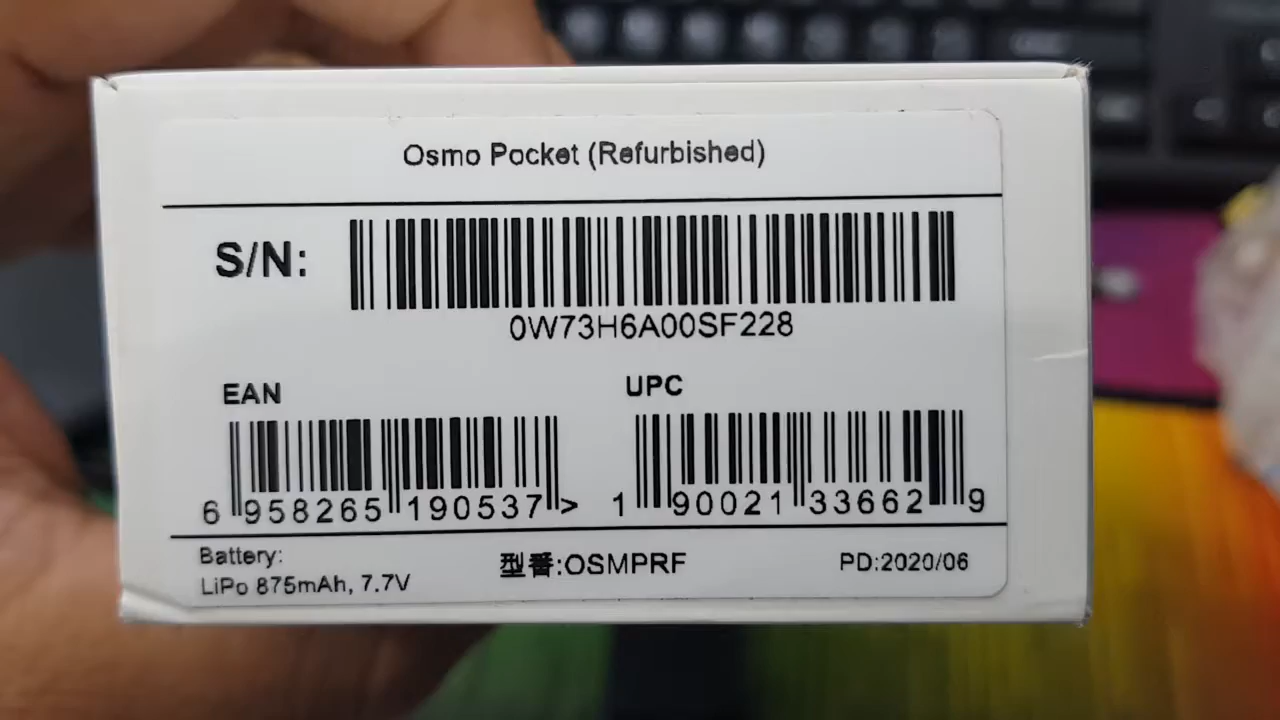 Osmo Pocket (Refurbished)
S/N:
0W73H6A00SF228
EAN
UPC
6 958265 190537 >
1 90021 33662 9
Battery:
LiPo 875mAh, 7.7V
型番:OSMPRF
PD:2020/06